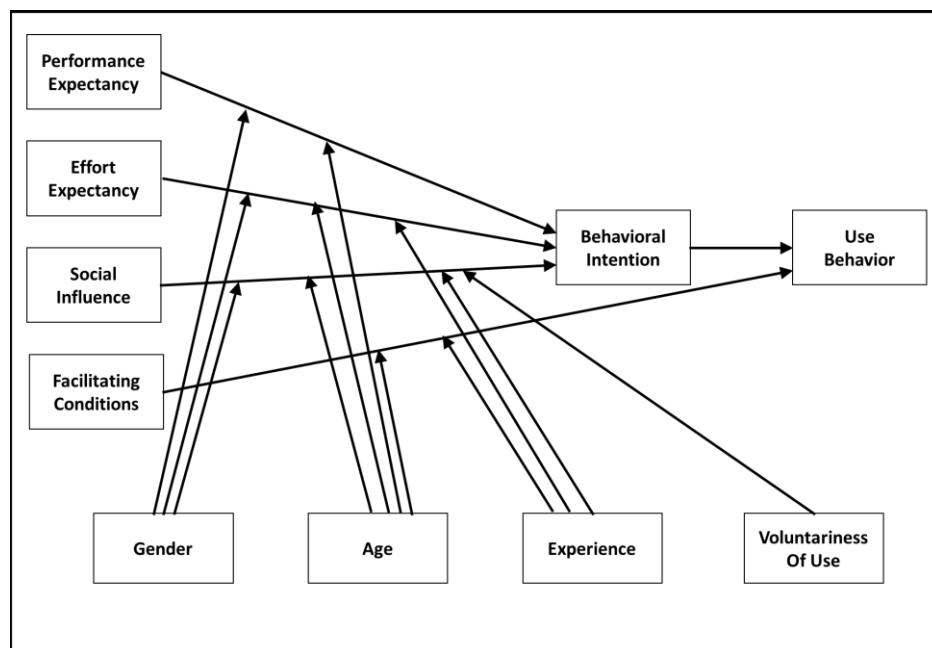 Performance
Expectancy
Effort
Expectancy
Social
Influence
Facilitating
Conditions
Behavioral
Intention
Use
Behavior
Gender
Age
Experience
Voluntariness
Of Use